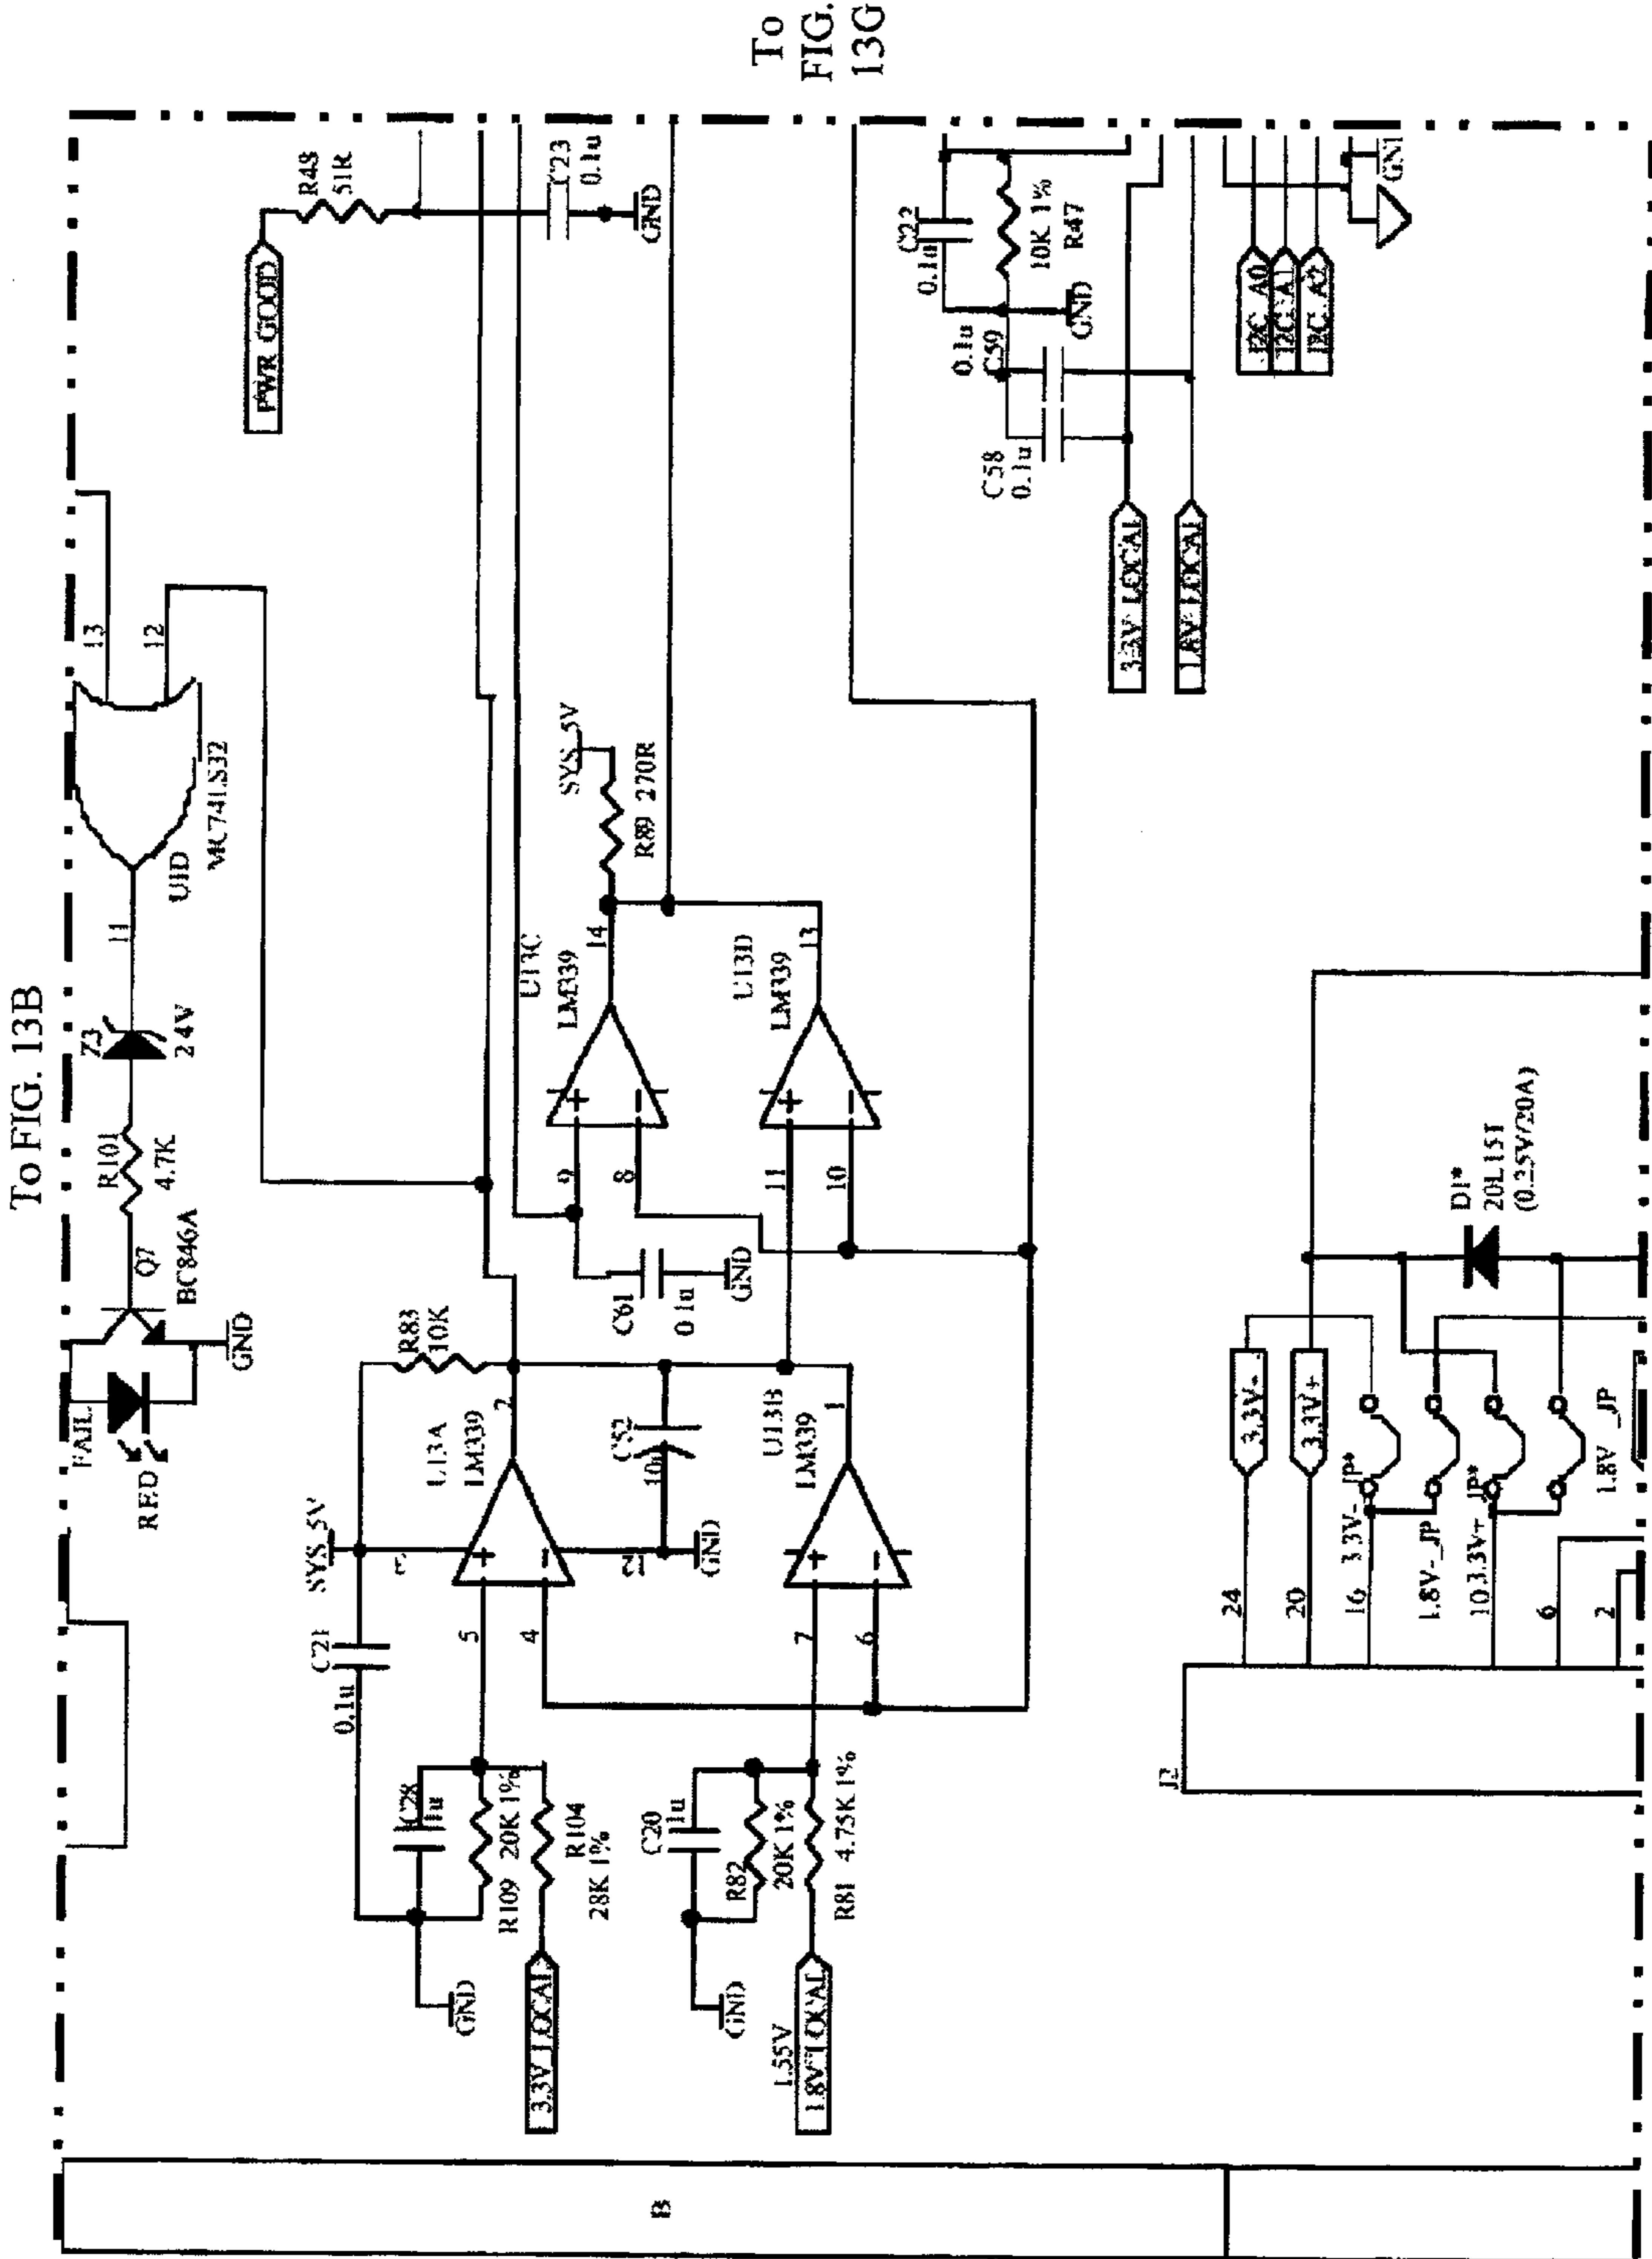 To FIG. 13B
To
FIG.
13G
FAIL
RED
Q7
BC846A
GND
R101
4.7K
Z3
2.4V
11
U1D
MC74LS32
13
12
PWR GOOD
R48
51R
C23
0.1u
GND
SYS_5V
C21
0.1u
3
U13A
LM339
2
5
4
12
GND
R83
10K
C52
10u
C28
1u
R109 20K 1%
R104
28K 1%
GND
3.3V_LOCAL
C20
1u
R82
20K 1%
R81 4.75K 1%
GND
1.55V
1.8V LOCAL
7
6
U13B
LM339
1
C61
0.1u
GND
9
8
U13C
LM339
14
SYS_5V
R89 270R
11
10
U13D
LM339
13
C22
0.1u
10K 1%
R47
GND
0.1u
C59
C58
0.1u
3.3V LOCAL
1.8V LOCAL
I2C_A0
I2C_A1
I2C_A2
GND
B
J2
24
20
16
10
6
2
3.3V-
3.3V+
3.3V-_JP*
1.8V-_JP
3.3V+_JP*
1.8V _JP
D1*
20L15T
(0.25V/20A)